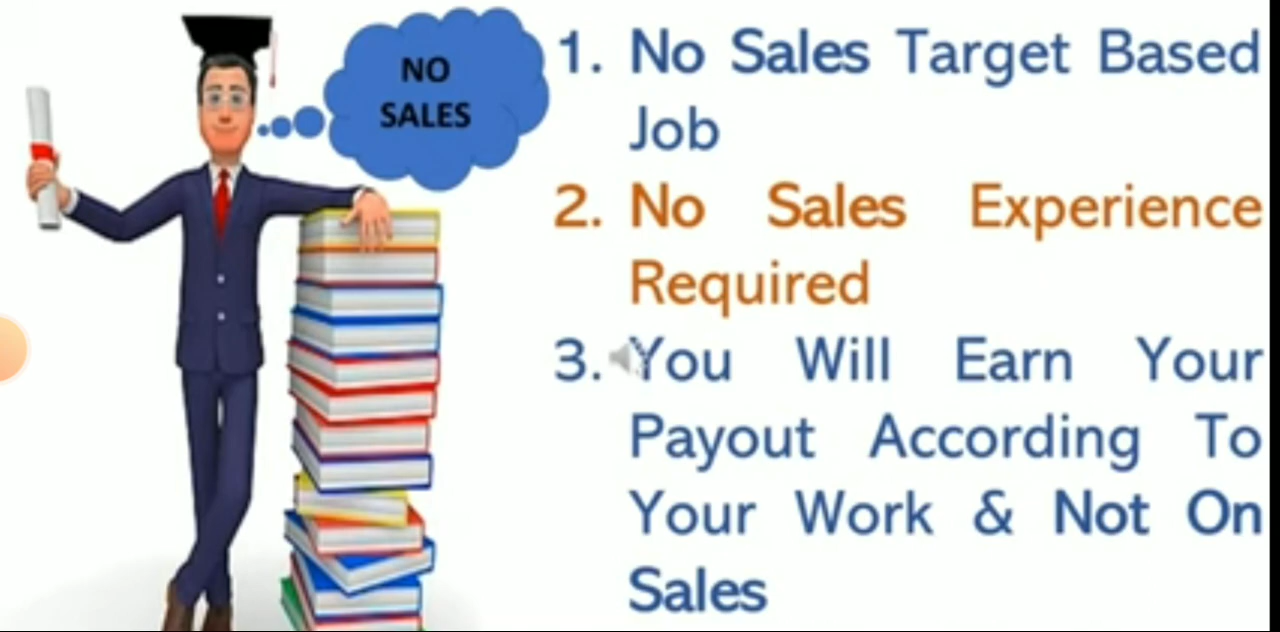 NO
SALES
1. No Sales Target Based
Job
2. No Sales Experience
Required
3. You Will Earn Your
Payout According To
Your Work & Not On
Sales